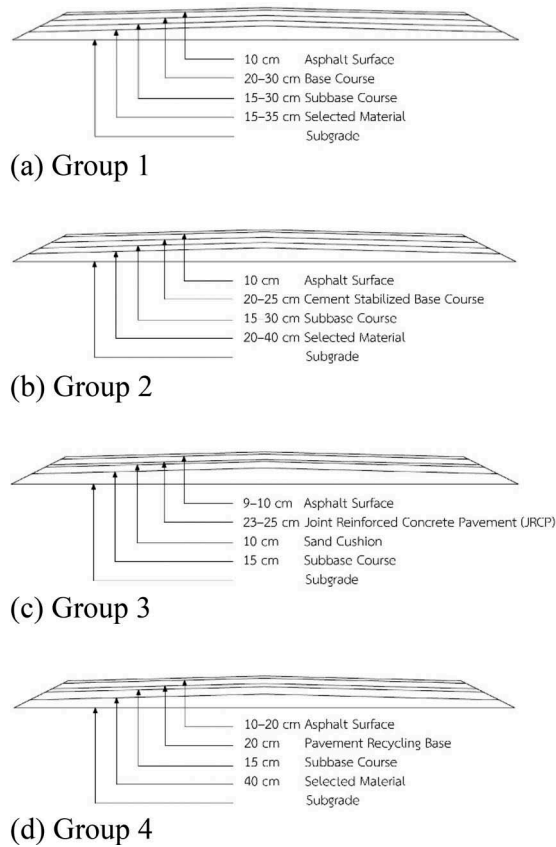 10 cm Asphalt Surface
20–30 cm Base Course
15–30 cm Subbase Course
15–35 cm Selected Material
Subgrade
(a) Group 1
10 cm Asphalt Surface
20–25 cm Cement Stabilized Base Course
15–30 cm Subbase Course
20–40 cm Selected Material
Subgrade
(b) Group 2
9–10 cm Asphalt Surface
23–25 cm Joint Reinforced Concrete Pavement (JRCP)
10 cm Sand Cushion
15 cm Subbase Course
Subgrade
(c) Group 3
10–20 cm Asphalt Surface
20 cm Pavement Recycling Base
15 cm Subbase Course
40 cm Selected Material
Subgrade
(d) Group 4